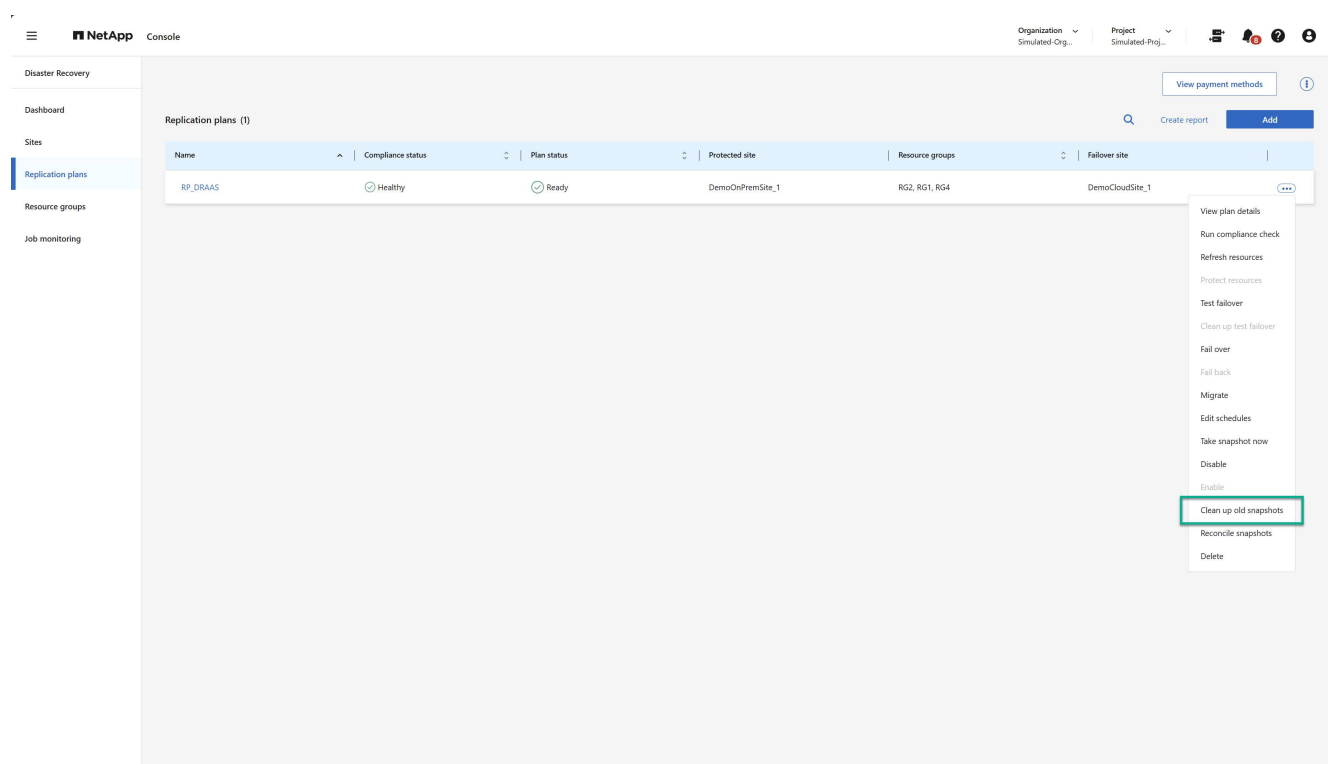 NetApp Console
Organization
Simulated-Org...
Project
Simulated-Proj...
8
Disaster Recovery
Dashboard
Sites
Replication plans
Resource groups
Job monitoring
View payment methods
Replication plans (1)
Create report
Add
Name
Compliance status
Plan status
Protected site
Resource groups
Failover site
RP_DRAAS
Healthy
Ready
DemoOnPremSite_1
RG2, RG1, RG4
DemoCloudSite_1
View plan details
Run compliance check
Refresh resources
Protect resources
Test failover
Clean up test failover
Fail over
Fail back
Migrate
Edit schedules
Take snapshot now
Disable
Enable
Clean up old snapshots
Reconcile snapshots
Delete